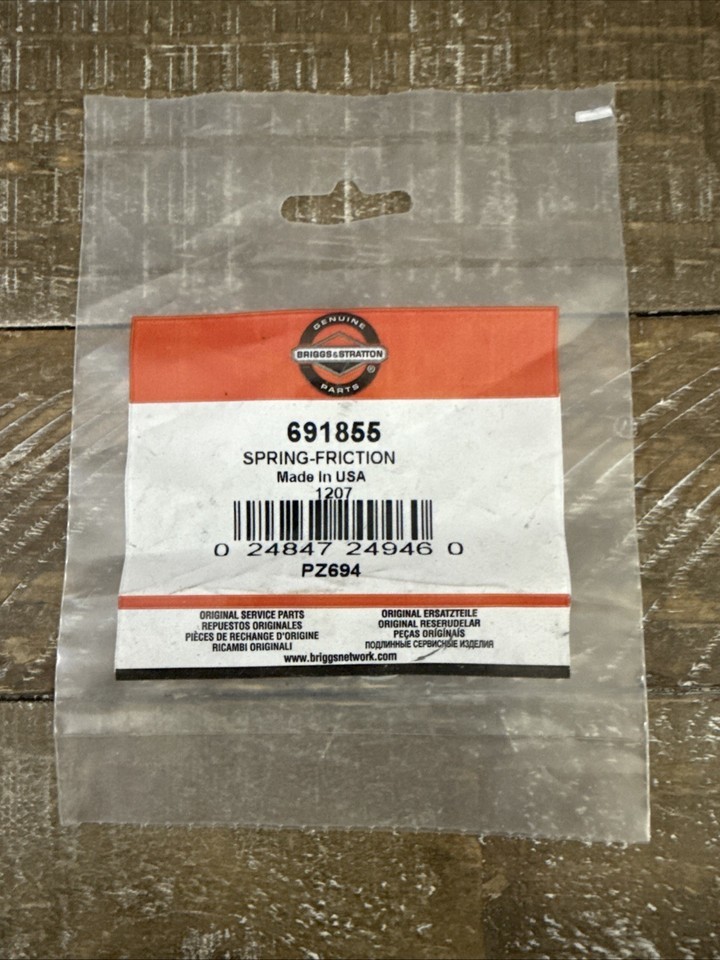 GENUINE
BRIGGS & STRATTON
®
PARTS
691855
SPRING-FRICTION
Made In USA
1207
0 24847 24946 0
PZ694
ORIGINAL SERVICE PARTS
REPUESTOS ORIGINALES
PIÈCES DE RECHANGE D'ORIGINE
RICAMBI ORIGINALI
ORIGINAL ERSATZTEILE
ORIGINAL RESERUDELAR
PEÇAS ORIGINAIS
ПОДЛИННЫЕ СЕРВИСНЫЕ ИЗДЕЛИЯ
www.briggsnetwork.com